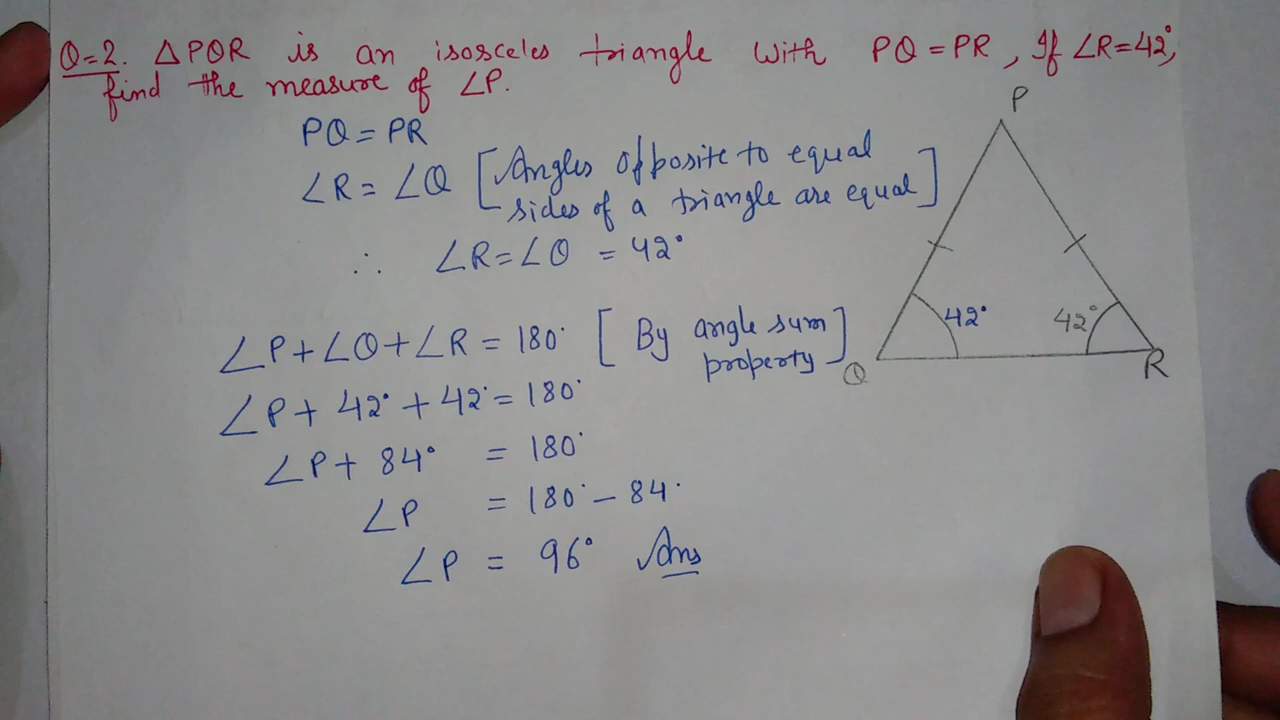 Q=2. △PQR is an isosceles triangle with PQ = PR , If ∠R=42°,
find the measure of ∠P.
PQ = PR
∠R = ∠Q [Angles opposite to equal
sides of a triangle are equal]
∴ ∠R=∠Q = 42°
∠P+∠Q+∠R = 180° [By angle sum
property]
∠P+ 42° + 42° = 180°
∠P+ 84° = 180°
∠P = 180° – 84°
∠P = 96° Ans
P
42°
42°
Q
R